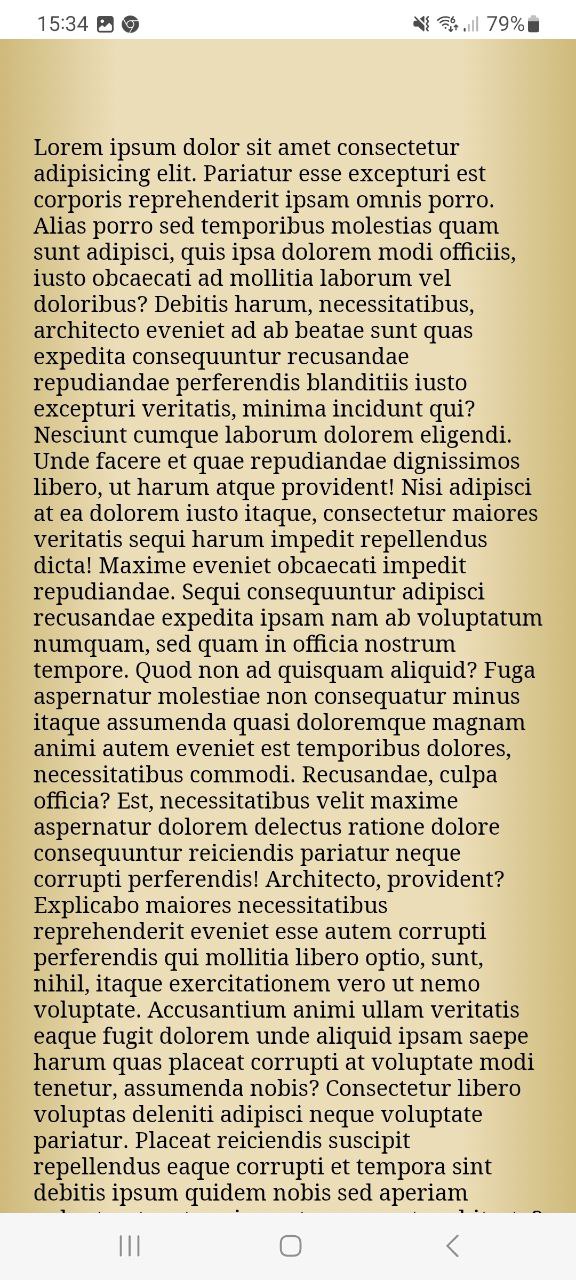 15:34
79%
Lorem ipsum dolor sit amet consectetur
adipisicing elit. Pariatur esse excepturi est
corporis reprehenderit ipsam omnis porro.
Alias porro sed temporibus molestias quam
sunt adipisci, quis ipsa dolorem modi officiis,
iusto obcaecati ad mollitia laborum vel
doloribus? Debitis harum, necessitatibus,
architecto eveniet ad ab beatae sunt quas
expedita consequuntur recusandae
repudiandae perferendis blanditiis iusto
excepturi veritatis, minima incidunt qui?
Nesciunt cumque laborum dolorem eligendi.
Unde facere et quae repudiandae dignissimos
libero, ut harum atque provident! Nisi adipisci
at ea dolorem iusto itaque, consectetur maiores
veritatis sequi harum impedit repellendus
dicta! Maxime eveniet obcaecati impedit
repudiandae. Sequi consequuntur adipisci
recusandae expedita ipsam nam ab voluptatum
numquam, sed quam in officia nostrum
tempore. Quod non ad quisquam aliquid? Fuga
aspernatur molestiae non consequatur minus
itaque assumenda quasi doloremque magnam
animi autem eveniet est temporibus dolores,
necessitatibus commodi. Recusandae, culpa
officia? Est, necessitatibus velit maxime
aspernatur dolorem delectus ratione dolore
consequuntur reiciendis pariatur neque
corrupti perferendis! Architecto, provident?
Explicabo maiores necessitatibus
reprehenderit eveniet esse autem corrupti
perferendis qui mollitia libero optio, sunt,
nihil, itaque exercitationem vero ut nemo
voluptate. Accusantium animi ullam veritatis
eaque fugit dolorem unde aliquid ipsam saepe
harum quas placeat corrupti at voluptate modi
tenetur, assumenda nobis? Consectetur libero
voluptas deleniti adipisci neque voluptate
pariatur. Placeat reiciendis suscipit
repellendus eaque corrupti et tempora sint
debitis ipsum quidem nobis sed aperiam